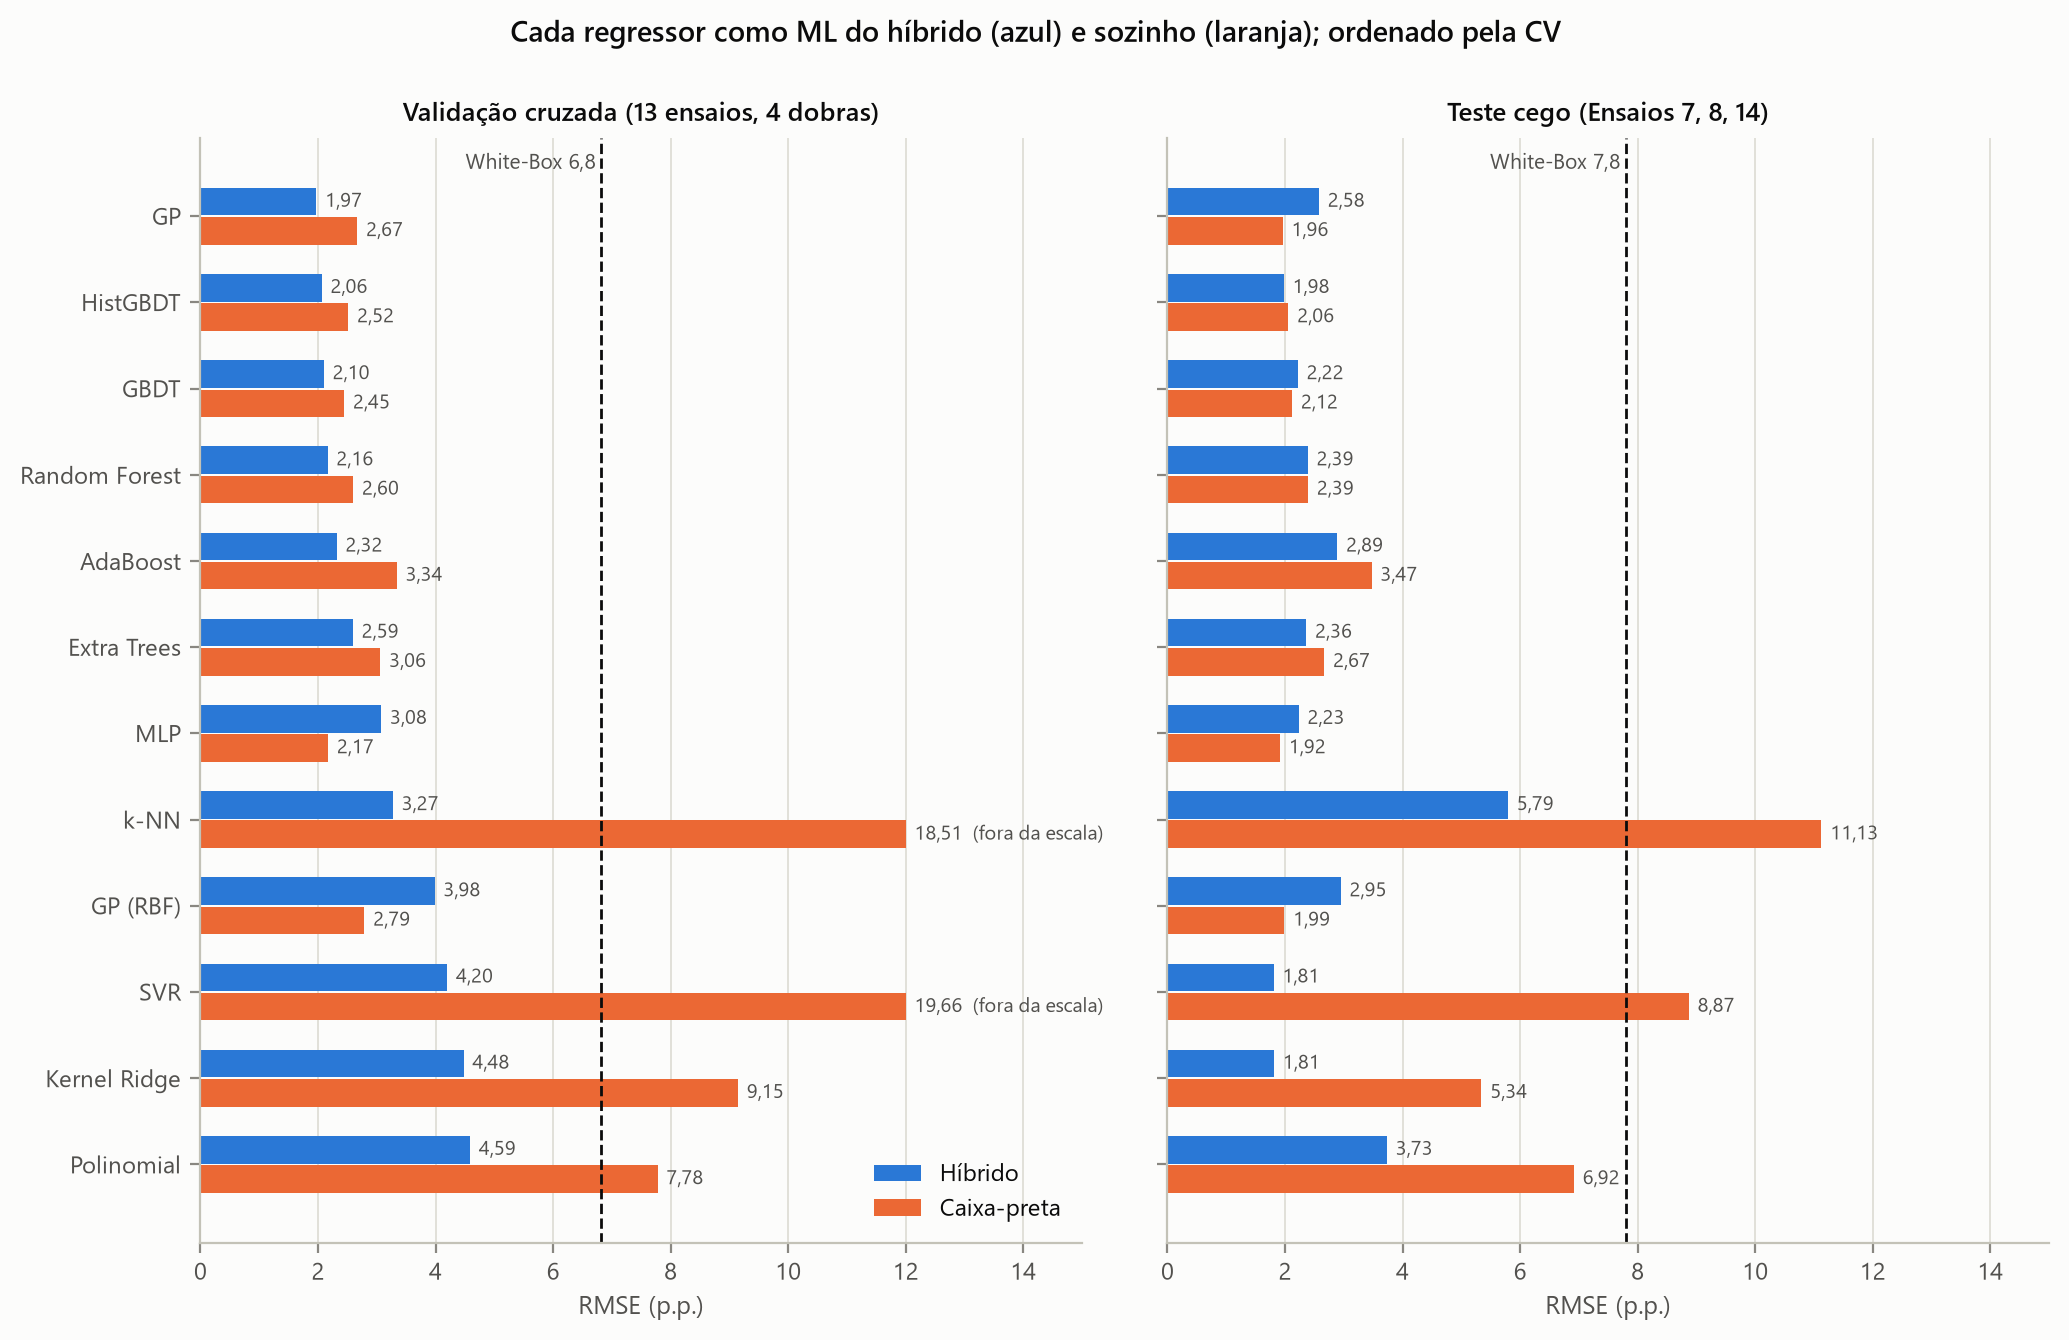 Cada regressor como ML do híbrido (azul) e sozinho (laranja); ordenado pela CV
Validação cruzada (13 ensaios, 4 dobras)
White-Box 6,8
GP
1,97
2,67
HistGBDT
2,06
2,52
GBDT
2,10
2,45
Random Forest
2,16
2,60
AdaBoost
2,32
3,34
Extra Trees
2,59
3,06
MLP
3,08
2,17
k-NN
3,27
18,51 (fora da escala)
GP (RBF)
3,98
2,79
SVR
4,20
19,66 (fora da escala)
Kernel Ridge
4,48
9,15
Polinomial
4,59
7,78
Híbrido
Caixa-preta
0 2 4 6 8 10 12 14
RMSE (p.p.)
Teste cego (Ensaios 7, 8, 14)
White-Box 7,8
2,58
1,96
1,98
2,06
2,22
2,12
2,39
2,39
2,89
3,47
2,36
2,67
2,23
1,92
5,79
11,13
2,95
1,99
1,81
8,87
1,81
5,34
3,73
6,92
0 2 4 6 8 10 12 14
RMSE (p.p.)